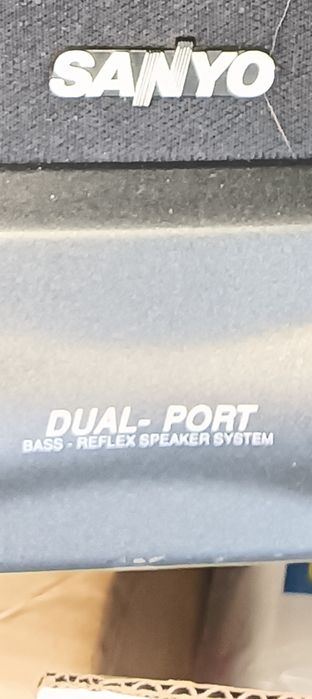 SANYO
DUAL- PORT
BASS - REFLEX SPEAKER SYSTEM